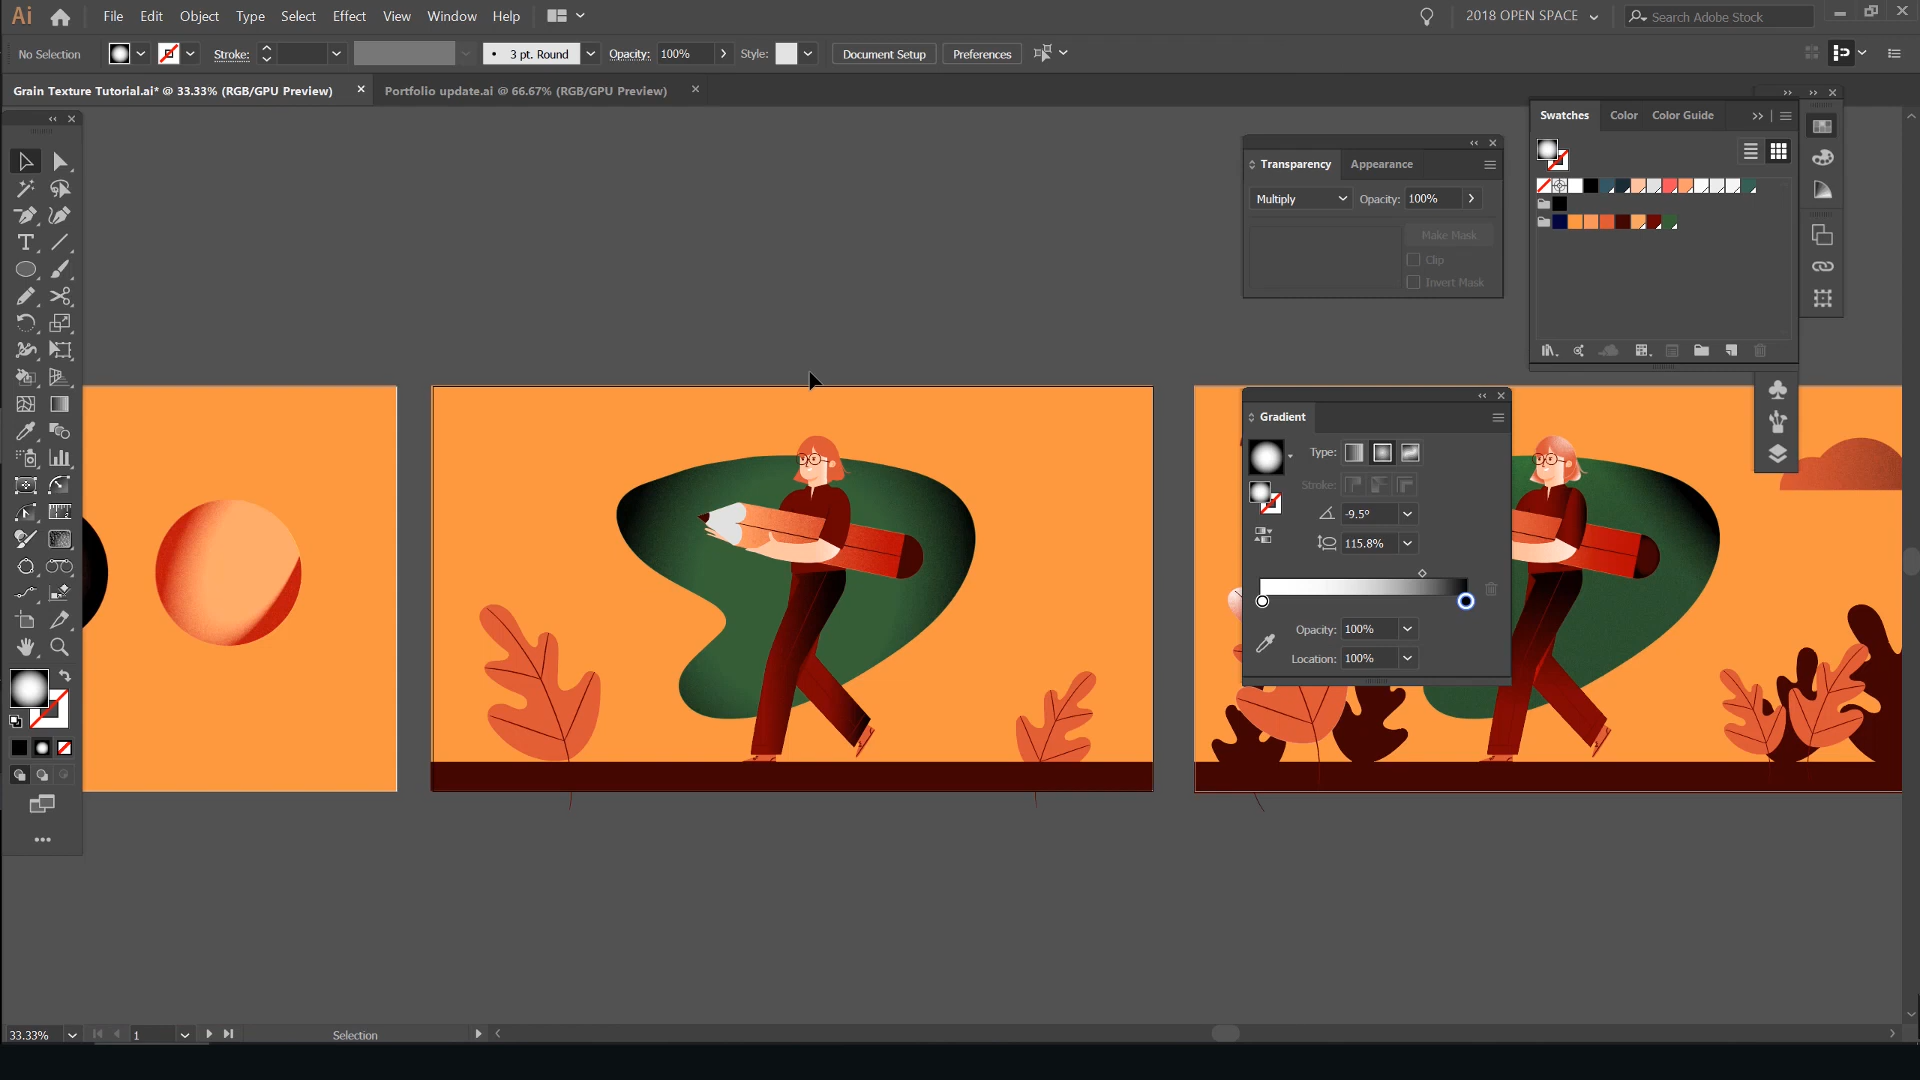 Ai File Edit Object Type Select Effect View Window Help 2018 OPEN SPACE Search Adobe Stock
No Selection Stroke: 3 pt. Round Opacity: 100% Style: Document Setup Preferences
Grain Texture Tutorial.ai* @ 33.33% (RGB/GPU Preview) Portfolio update.ai @ 66.67% (RGB/GPU Preview)
Swatches Color Color Guide
Transparency Appearance
Multiply Opacity: 100%
Make Mask
Clip
Invert Mask
Gradient
Type:
Stroke:
-9.5°
115.8%
Opacity: 100%
Location: 100%
33.33% 1 Selection